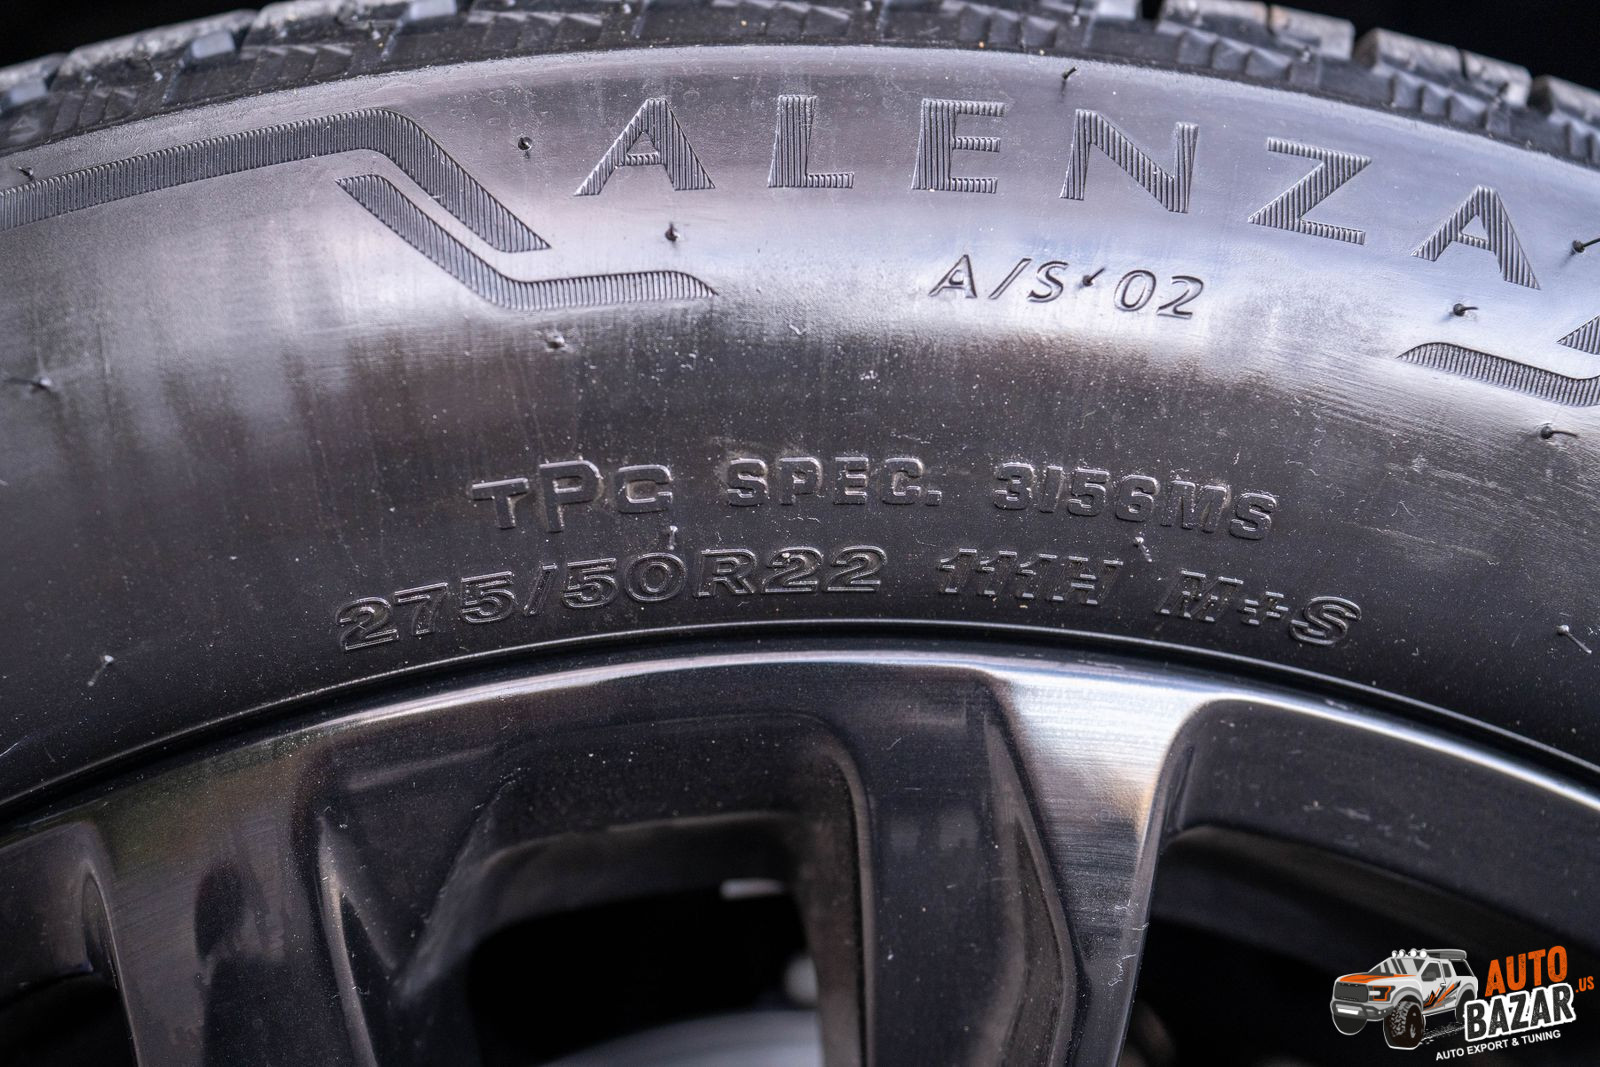 ALENZA
A/S 02
TPC SPEC. 3156MS
275/50R22 111H M+S
AUTO
BAZAR.US
AUTO EXPORT & TUNING